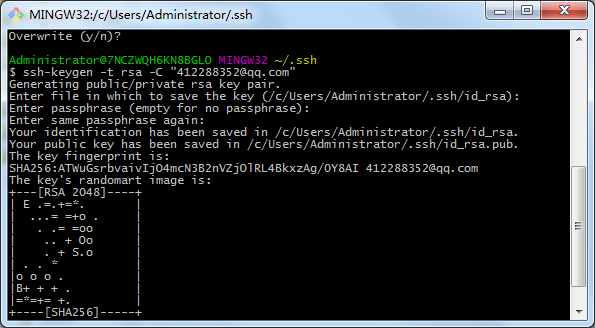 MINGW32:/c/Users/Administrator/.ssh
Overwrite (y/n)?
Administrator@7NCZWQH6KN8BGLO MINGW32 ~/.ssh
$ ssh-keygen -t rsa -C "412288352@qq.com"
Generating public/private rsa key pair.
Enter file in which to save the key (/c/Users/Administrator/.ssh/id_rsa):
Enter passphrase (empty for no passphrase):
Enter same passphrase again:
Your identification has been saved in /c/Users/Administrator/.ssh/id_rsa.
Your public key has been saved in /c/Users/Administrator/.ssh/id_rsa.pub.
The key fingerprint is:
SHA256:ATWuGsrbvaivIjO4mcN3B2nVZjOlRL4BkxzAg/OY8AI 412288352@qq.com
The key's randomart image is:
+---[RSA 2048]----+
| E .=.+=*.       |
|  ...= =+o .     |
|   . .= =oo      |
|    .. + Oo      |
|    . + S.o      |
| . . *           |
|o o o .          |
|B+ + + .         |
|=*=+= +.         |
+----[SHA256]-----+